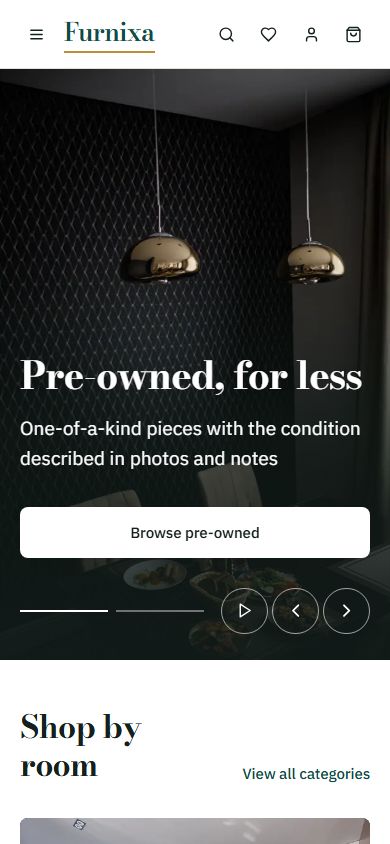 Furnixa
Pre-owned, for less
One-of-a-kind pieces with the condition
described in photos and notes
Browse pre-owned
Shop by
room
View all categories